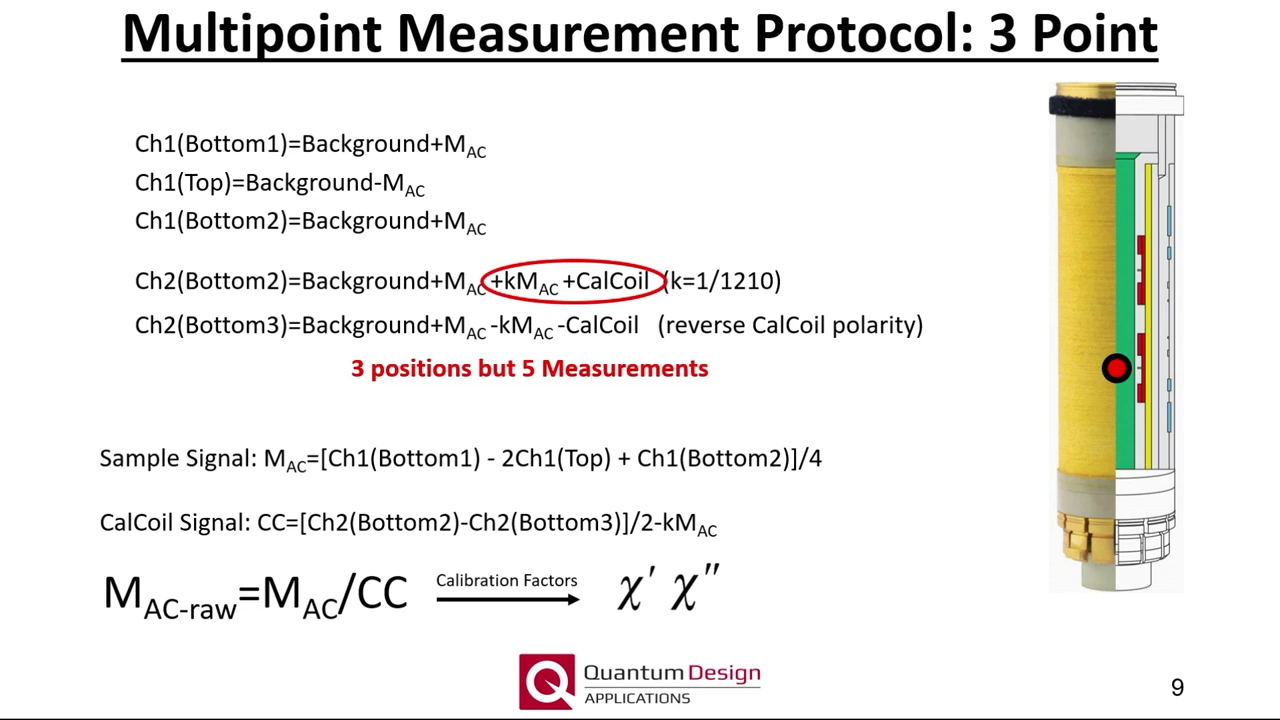 Multipoint Measurement Protocol: 3 Point
Ch1(Bottom1)=Background+MAC
Ch1(Top)=Background-MAC
Ch1(Bottom2)=Background+MAC
Ch2(Bottom2)=Background+MAC +kMAC +CalCoil (k=1/1210)
Ch2(Bottom3)=Background+MAC -kMAC -CalCoil (reverse CalCoil polarity)
3 positions but 5 Measurements
Sample Signal: MAC=[Ch1(Bottom1) - 2Ch1(Top) + Ch1(Bottom2)]/4
CalCoil Signal: CC=[Ch2(Bottom2)-Ch2(Bottom3)]/2-kMAC
MAC-raw=MAC/CC Calibration Factors χ′ χ″
Quantum Design
APPLICATIONS
9